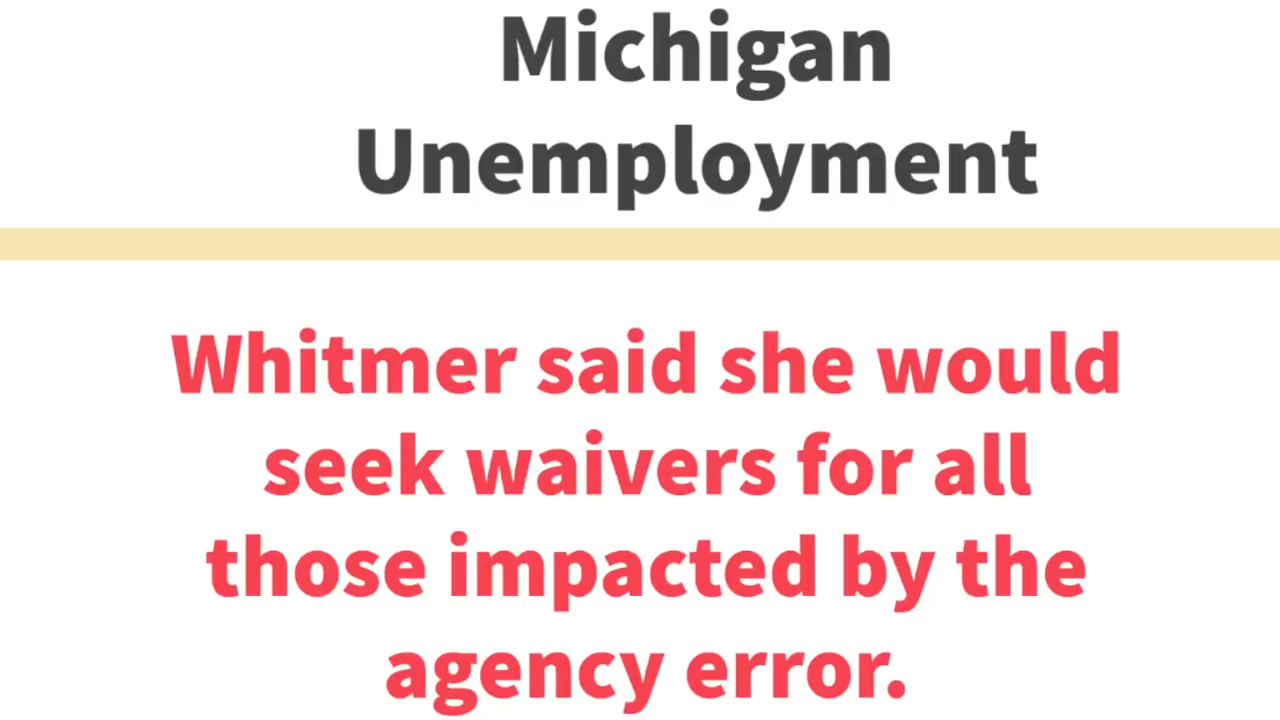 Michigan
Unemployment
Whitmer said she would
seek waivers for all
those impacted by the
agency error.